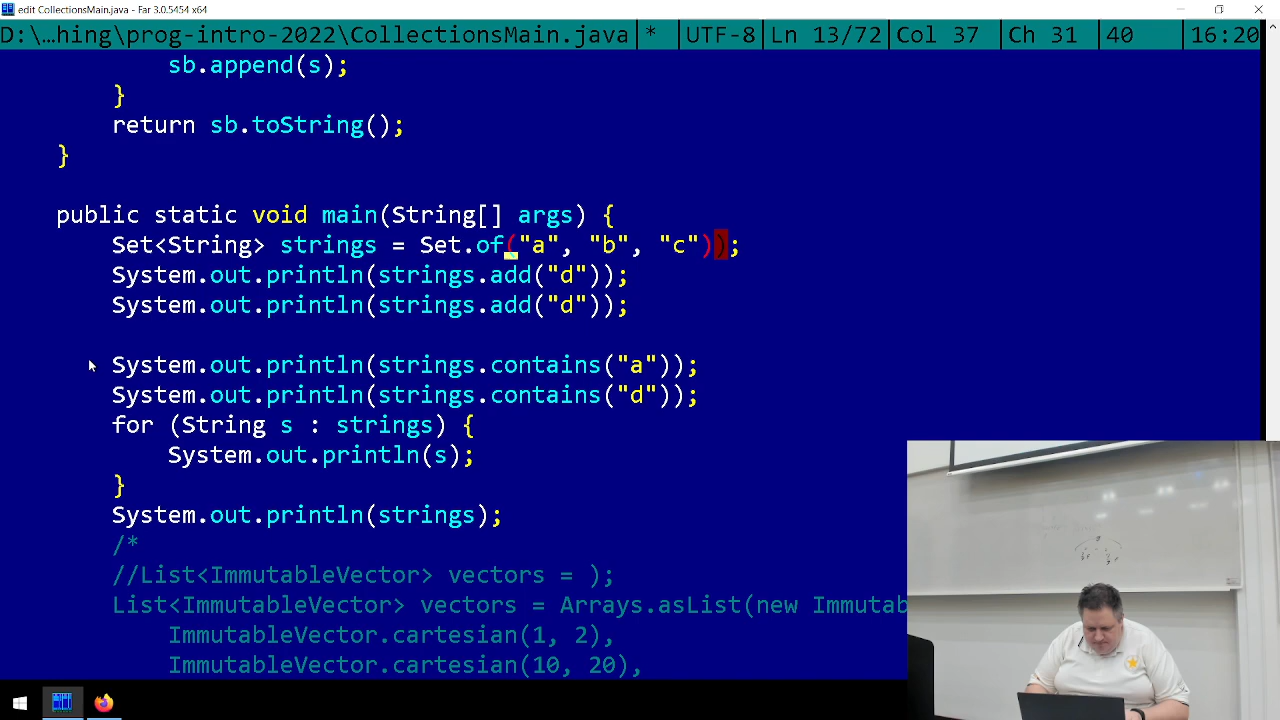 edit CollectionsMain.java - Far 3.0.5454 x64
D:\…hing\prog-intro-2022\CollectionsMain.java * UTF-8 Ln 13/72 Col 37 Ch 31 40 16:20
sb.append(s);
}
return sb.toString();
}
public static void main(String[] args) {
Set<String> strings = Set.of("a", "b", "c"));
System.out.println(strings.add("d"));
System.out.println(strings.add("d"));
System.out.println(strings.contains("a"));
System.out.println(strings.contains("d"));
for (String s : strings) {
System.out.println(s);
}
System.out.println(strings);
/*
//List<ImmutableVector> vectors = );
List<ImmutableVector> vectors = Arrays.asList(new Immutab
ImmutableVector.cartesian(1, 2),
ImmutableVector.cartesian(10, 20),